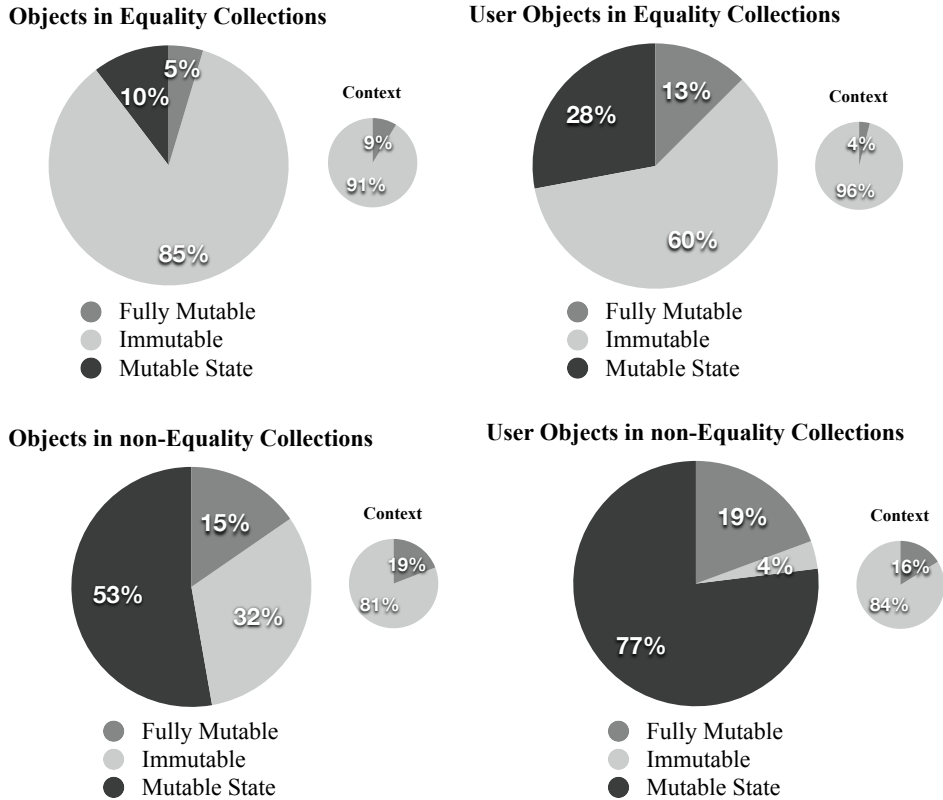 Objects in Equality Collections
5%
10%
85%
Context
9%
91%
Fully Mutable
Immutable
Mutable State
User Objects in Equality Collections
13%
28%
60%
Context
4%
96%
Fully Mutable
Immutable
Mutable State
Objects in non-Equality Collections
15%
53%
32%
Context
19%
81%
Fully Mutable
Immutable
Mutable State
User Objects in non-Equality Collections
19%
4%
77%
Context
16%
84%
Fully Mutable
Immutable
Mutable State